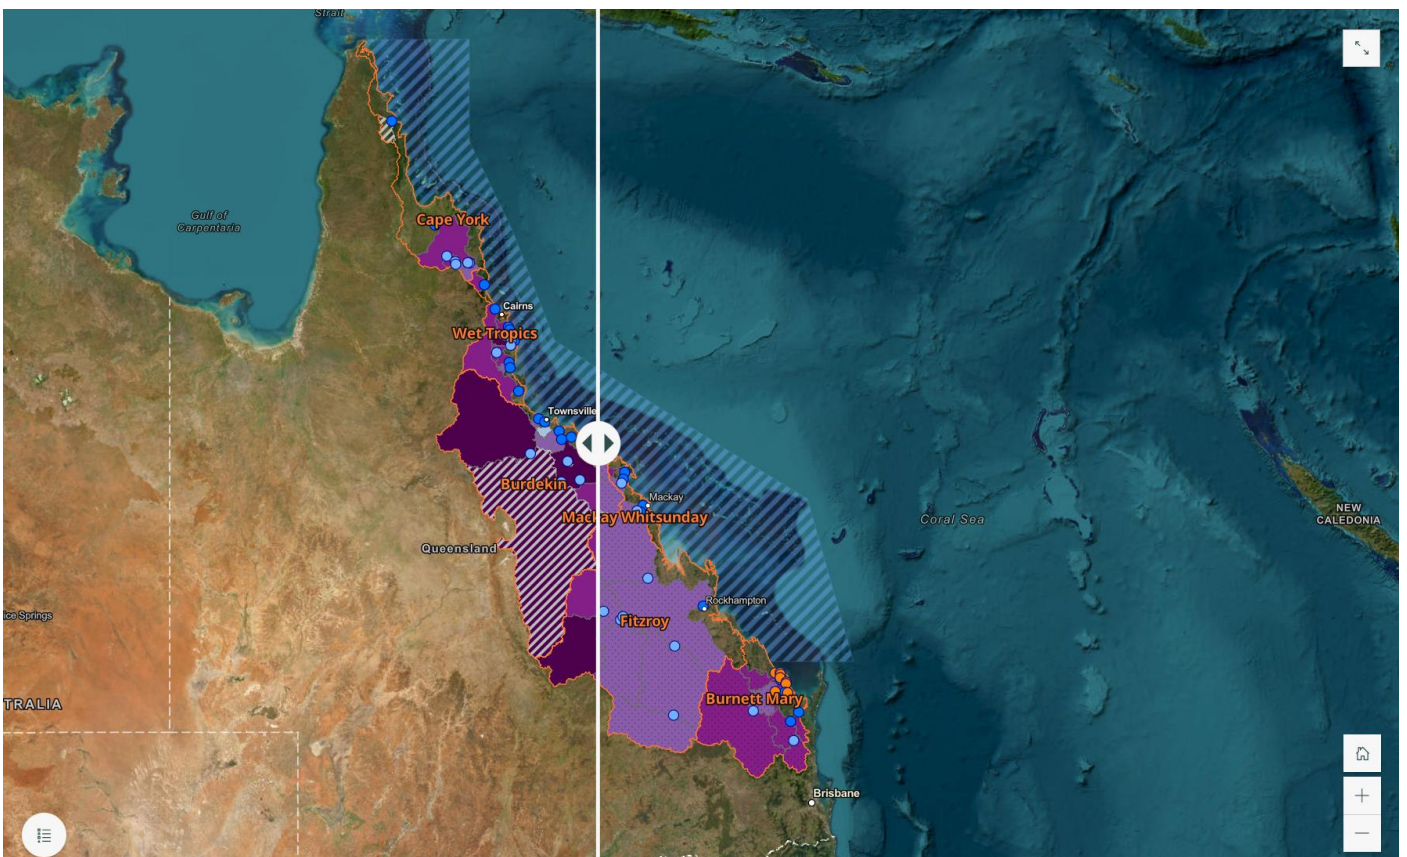 Strait
Gulf of
Carpentaria
Cape York
Cairns
Wet Tropics
Townsville
Burdekin
Mackay
Mackay Whitsunday
Coral Sea
NEW
CALEDONIA
Queensland
Rockhampton
ice Springs
Fitzroy
Burnett Mary
TRALIA
Brisbane